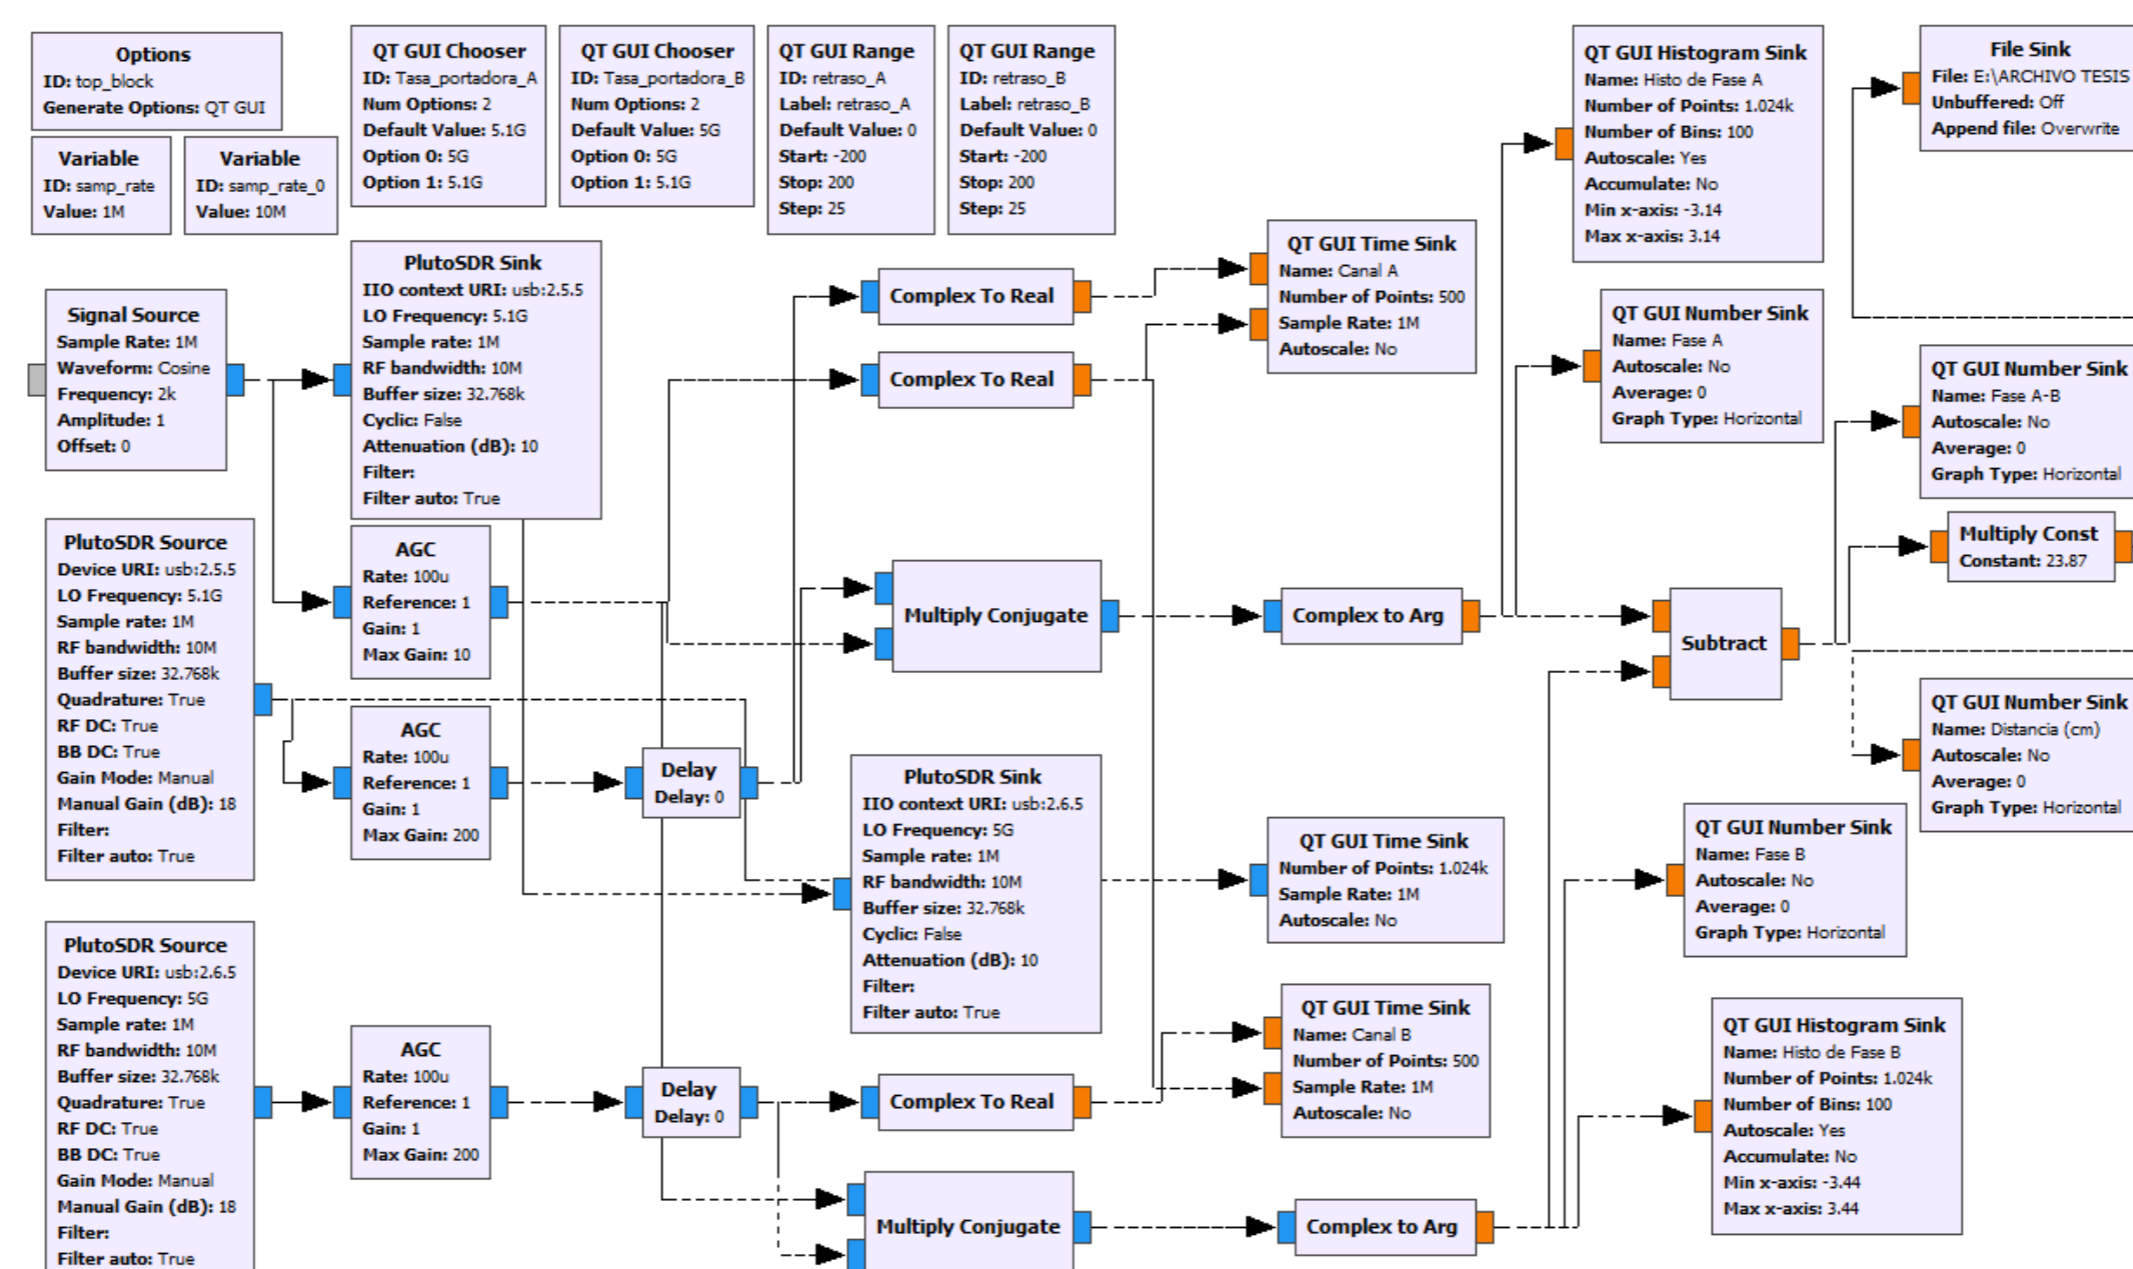 Options
ID: top_block
Generate Options: QT GUI
Variable
ID: samp_rate
Value: 1M
Variable
ID: samp_rate_0
Value: 10M
QT GUI Chooser
ID: Tasa_portadora_A
Num Options: 2
Default Value: 5.1G
Option 0: 5G
Option 1: 5.1G
QT GUI Chooser
ID: Tasa_portadora_B
Num Options: 2
Default Value: 5G
Option 0: 5G
Option 1: 5.1G
QT GUI Range
ID: retraso_A
Label: retraso_A
Default Value: 0
Start: -200
Stop: 200
Step: 25
QT GUI Range
ID: retraso_B
Label: retraso_B
Default Value: 0
Start: -200
Stop: 200
Step: 25
QT GUI Histogram Sink
Name: Histo de Fase A
Number of Points: 1.024k
Number of Bins: 100
Autoscale: Yes
Accumulate: No
Min x-axis: -3.14
Max x-axis: 3.14
File Sink
File: E:\ARCHIVO TESIS
Unbuffered: Off
Append file: Overwrite
Signal Source
Sample Rate: 1M
Waveform: Cosine
Frequency: 2k
Amplitude: 1
Offset: 0
PlutoSDR Sink
IIO context URI: usb:2.5.5
LO Frequency: 5.1G
Sample rate: 1M
RF bandwidth: 10M
Buffer size: 32.768k
Cyclic: False
Attenuation (dB): 10
Filter:
Filter auto: True
Complex To Real
Complex To Real
QT GUI Time Sink
Name: Canal A
Number of Points: 500
Sample Rate: 1M
Autoscale: No
QT GUI Number Sink
Name: Fase A
Autoscale: No
Average: 0
Graph Type: Horizontal
QT GUI Number Sink
Name: Fase A-B
Autoscale: No
Average: 0
Graph Type: Horizontal
PlutoSDR Source
Device URI: usb:2.5.5
LO Frequency: 5.1G
Sample rate: 1M
RF bandwidth: 10M
Buffer size: 32.768k
Quadrature: True
RF DC: True
BB DC: True
Gain Mode: Manual
Manual Gain (dB): 18
Filter:
Filter auto: True
AGC
Rate: 100u
Reference: 1
Gain: 1
Max Gain: 10
Multiply Conjugate
Complex to Arg
Subtract
Multiply Const
Constant: 23.87
AGC
Rate: 100u
Reference: 1
Gain: 1
Max Gain: 200
Delay
Delay: 0
PlutoSDR Sink
IIO context URI: usb:2.6.5
LO Frequency: 5G
Sample rate: 1M
RF bandwidth: 10M
Buffer size: 32.768k
Cyclic: False
Attenuation (dB): 10
Filter:
Filter auto: True
QT GUI Time Sink
Number of Points: 1.024k
Sample Rate: 1M
Autoscale: No
QT GUI Number Sink
Name: Distancia (cm)
Autoscale: No
Average: 0
Graph Type: Horizontal
QT GUI Number Sink
Name: Fase B
Autoscale: No
Average: 0
Graph Type: Horizontal
PlutoSDR Source
Device URI: usb:2.6.5
LO Frequency: 5G
Sample rate: 1M
RF bandwidth: 10M
Buffer size: 32.768k
Quadrature: True
RF DC: True
BB DC: True
Gain Mode: Manual
Manual Gain (dB): 18
Filter:
Filter auto: True
AGC
Rate: 100u
Reference: 1
Gain: 1
Max Gain: 200
Delay
Delay: 0
Complex To Real
QT GUI Time Sink
Name: Canal B
Number of Points: 500
Sample Rate: 1M
Autoscale: No
Multiply Conjugate
Complex to Arg
QT GUI Histogram Sink
Name: Histo de Fase B
Number of Points: 1.024k
Number of Bins: 100
Autoscale: Yes
Accumulate: No
Min x-axis: -3.44
Max x-axis: 3.44